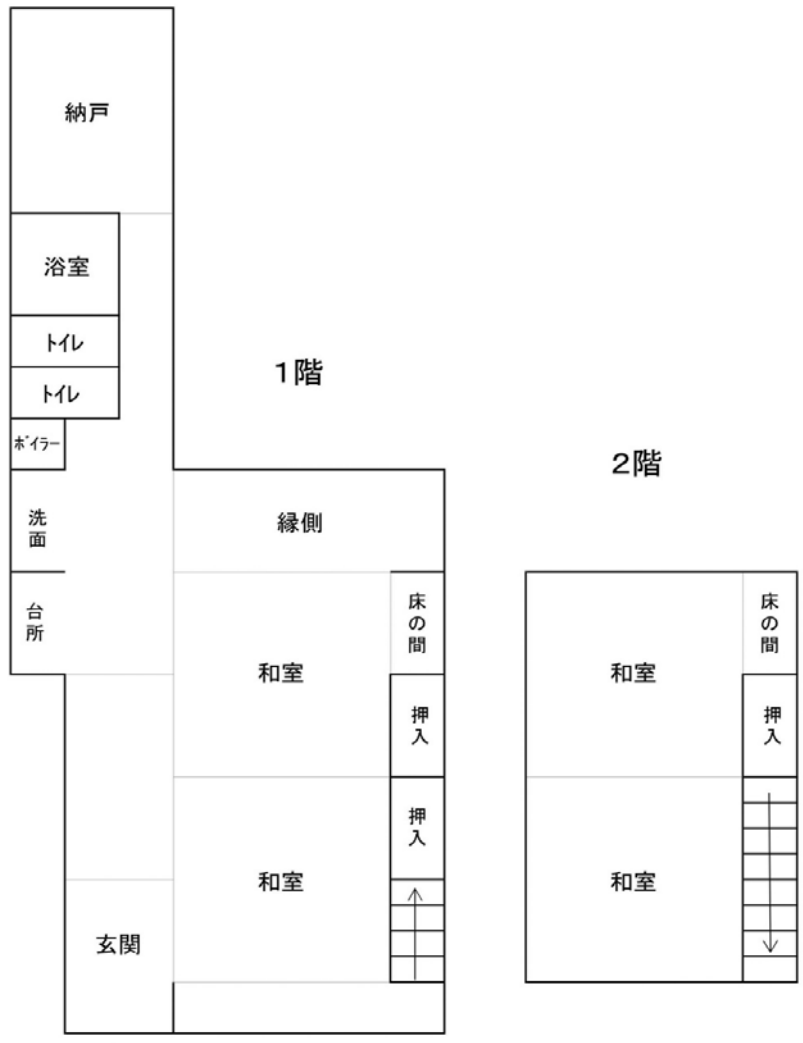 納戸
浴室
トイレ
トイレ
ボイラー
洗面
台所
玄関
1階
縁側
和室
床の間
押入
押入
和室
2階
和室
床の間
押入
和室